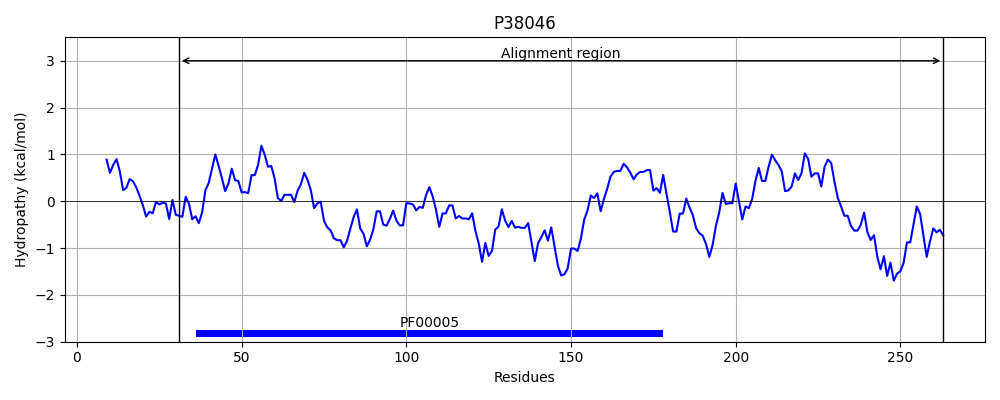 P38046
Alignment region
3
2
1
0
−1
−2
−3
Hydropathy (kcal/mol)
PF00005
0 50 100 150 200 250
Residues